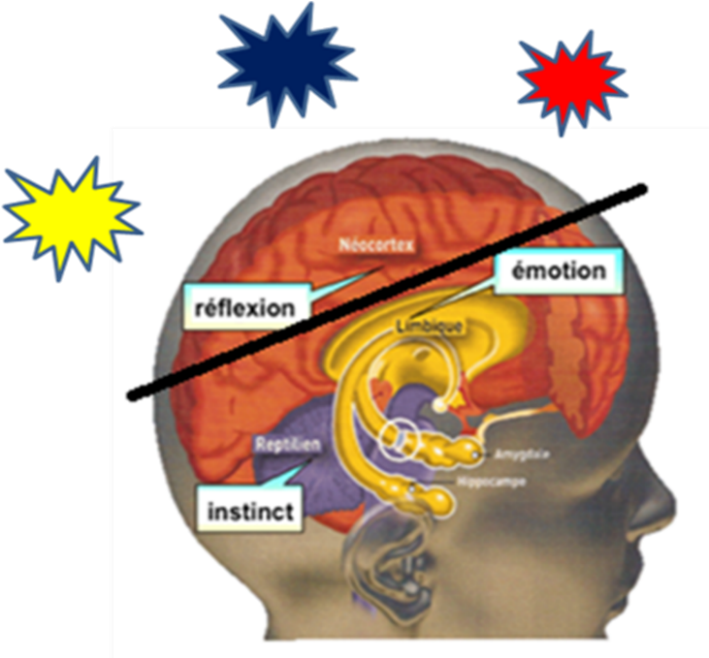 Néocortex
émotion
réflexion
Limbique
Reptilien
Amygdale
Hippocampe
instinct